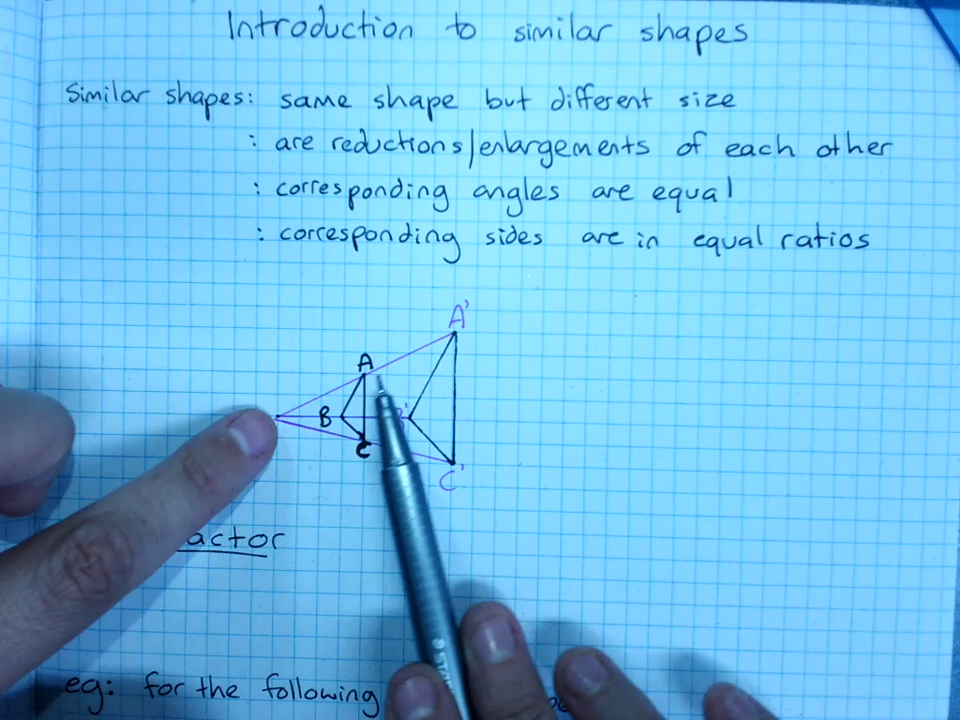 Introduction to similar shapes
Similar shapes: same shape but different size
: are reductions/enlargements of each other
: corresponding angles are equal
: corresponding sides are in equal ratios
A'
A
B
C
C'
eg: for the following